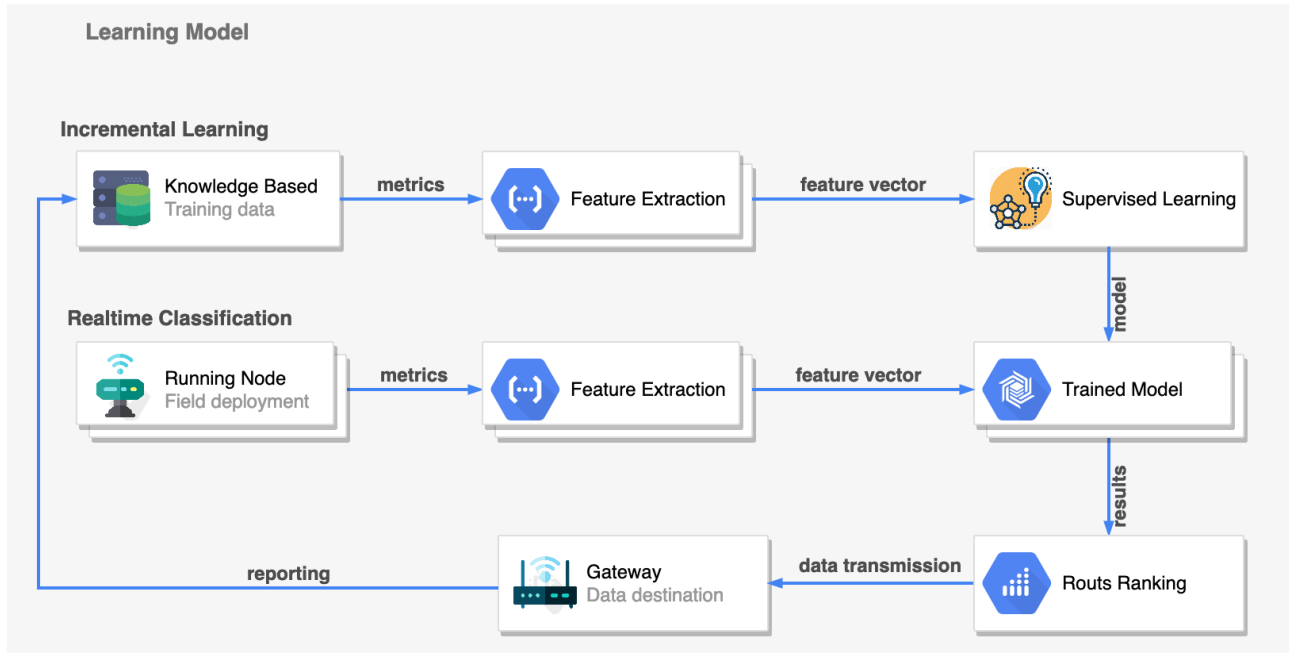 Learning Model
Incremental Learning
Knowledge Based
Training data
metrics
Feature Extraction
feature vector
Supervised Learning
model
Realtime Classification
Running Node
Field deployment
metrics
Feature Extraction
feature vector
Trained Model
results
Routs Ranking
data transmission
Gateway
Data destination
reporting